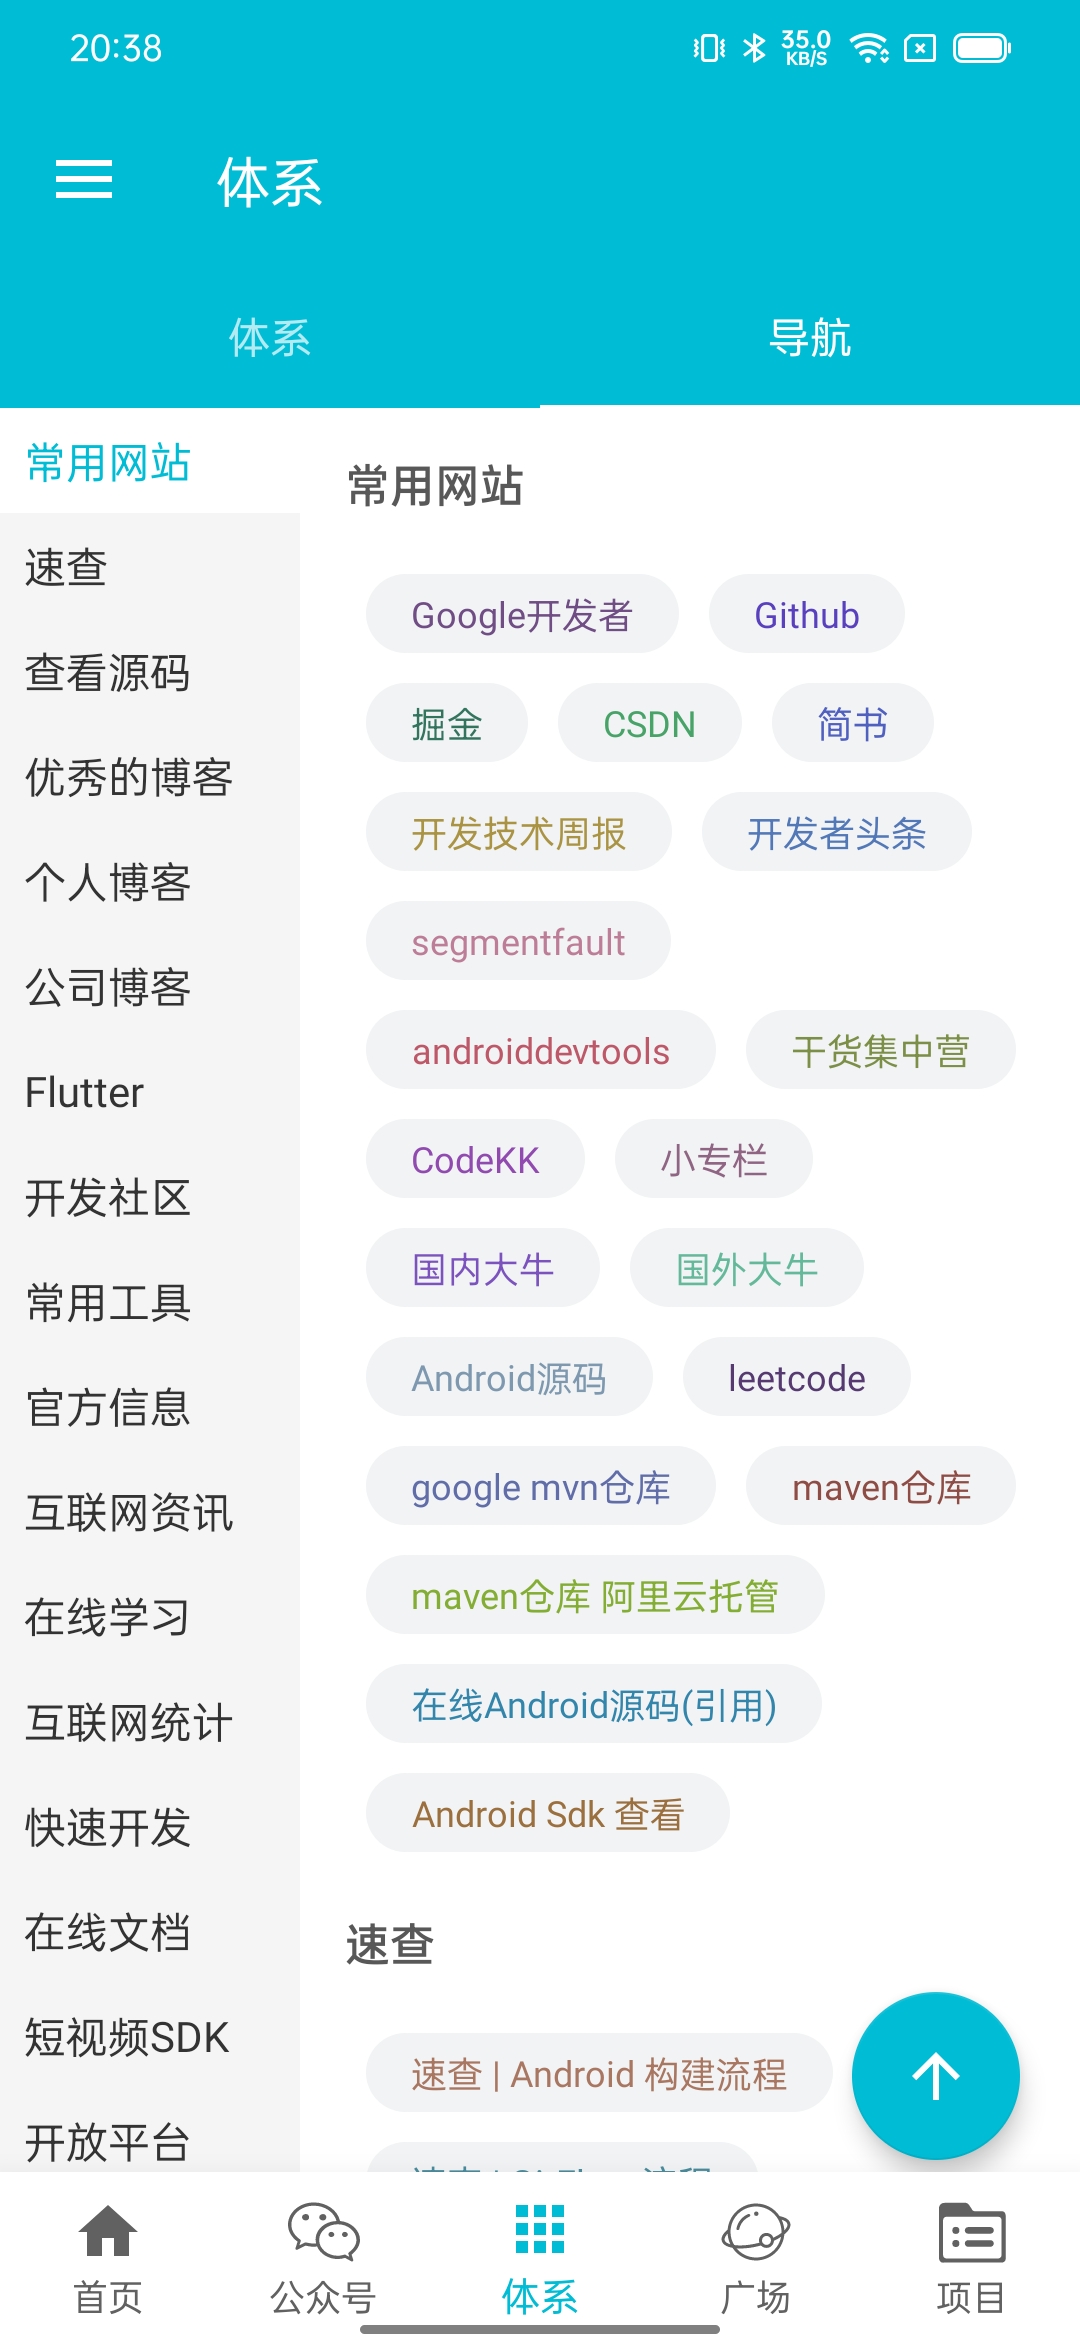 20:38
35.0
KB/S
体系
体系
导航
常用网站
速查
查看源码
优秀的博客
个人博客
公司博客
Flutter
开发社区
常用工具
官方信息
互联网资讯
在线学习
互联网统计
快速开发
在线文档
短视频SDK
开放平台
常用网站
Google开发者
Github
掘金
CSDN
简书
开发技术周报
开发者头条
segmentfault
androiddevtools
干货集中营
CodeKK
小专栏
国内大牛
国外大牛
Android源码
leetcode
google mvn仓库
maven仓库
maven仓库 阿里云托管
在线Android源码(引用)
Android Sdk 查看
速查
速查 | Android 构建流程
首页
公众号
体系
广场
项目